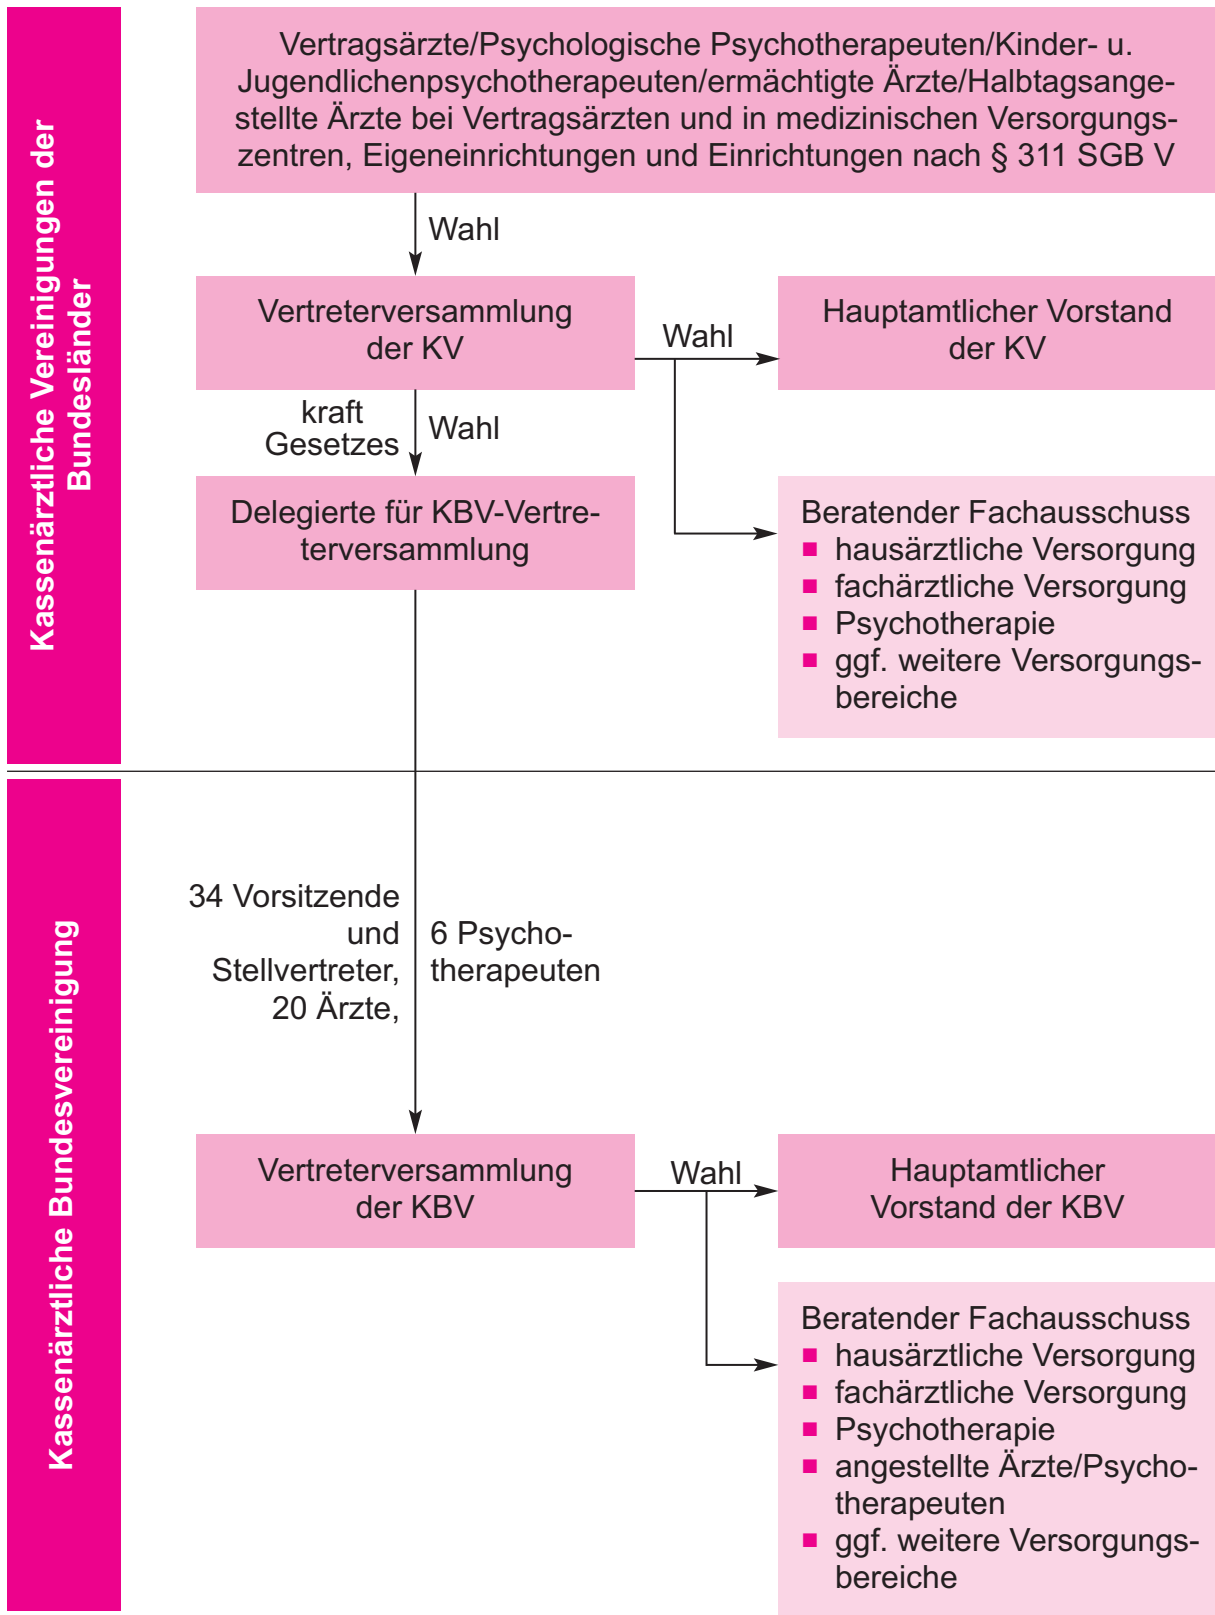 Kassenärztliche Vereinigungen der
Bundesländer
Vertragsärzte/Psychologische Psychotherapeuten/Kinder- u.
Jugendlichenpsychotherapeuten/ermächtigte Ärzte/Halbtagsange-
stellte Ärzte bei Vertragsärzten und in medizinischen Versorgungs-
zentren, Eigeneinrichtungen und Einrichtungen nach § 311 SGB V
Wahl
Vertreterversammlung
der KV
Wahl
Hauptamtlicher Vorstand
der KV
kraft
Gesetzes
Wahl
Delegierte für KBV-Vertre-
terversammlung
Beratender Fachausschuss
■ hausärztliche Versorgung
■ fachärztliche Versorgung
■ Psychotherapie
■ ggf. weitere Versorgungs-
bereiche
Kassenärztliche Bundesvereinigung
34 Vorsitzende
und
Stellvertreter,
20 Ärzte,
6 Psycho-
therapeuten
Vertreterversammlung
der KBV
Wahl
Hauptamtlicher
Vorstand der KBV
Beratender Fachausschuss
■ hausärztliche Versorgung
■ fachärztliche Versorgung
■ Psychotherapie
■ angestellte Ärzte/Psycho-
therapeuten
■ ggf. weitere Versorgungs-
bereiche